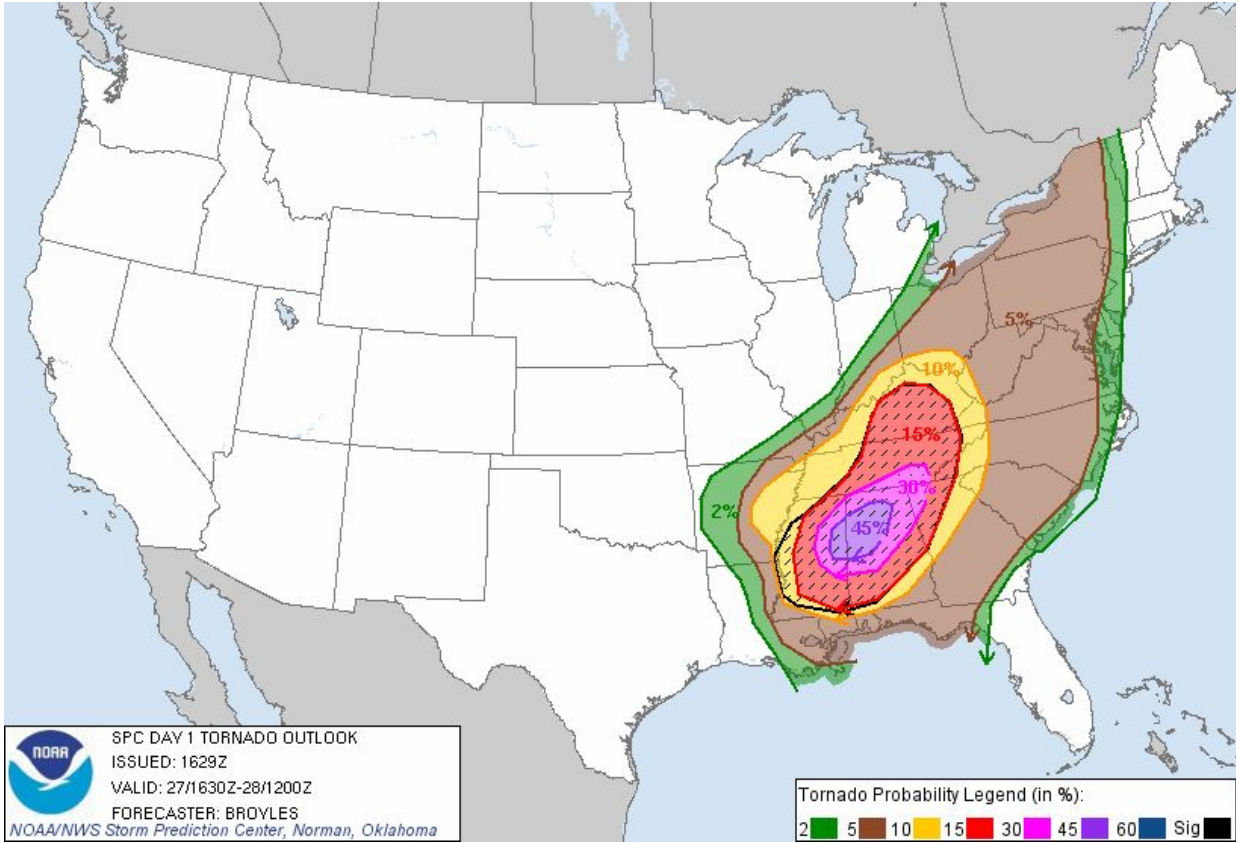 5%
10%
15%
30%
2%
45%
NOAA
SPC DAY 1 TORNADO OUTLOOK
ISSUED: 1629Z
VALID: 27/1630Z-28/1200Z
FORECASTER: BROYLES
NOAA/NWS Storm Prediction Center, Norman, Oklahoma
Tornado Probability Legend (in %):
2 5 10 15 30 45 60 Sig